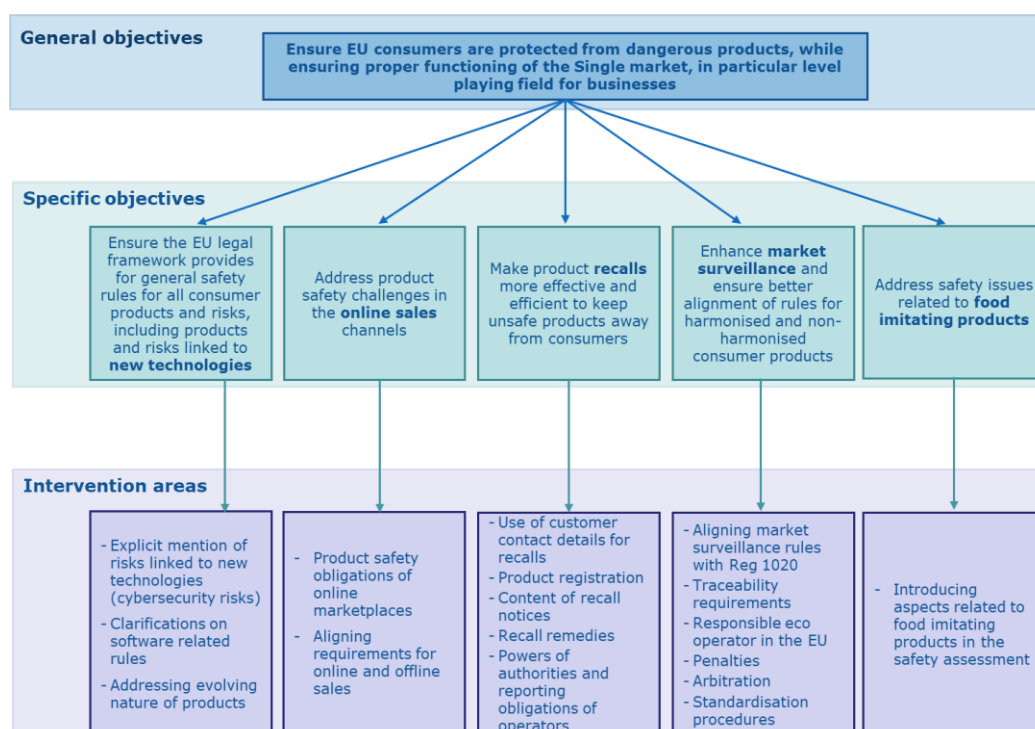 General objectives
Ensure EU consumers are protected from dangerous products, while
ensuring proper functioning of the Single market, in particular level
playing field for businesses
Specific objectives
Ensure the EU legal
framework provides
for general safety
rules for all consumer
products and risks,
including products
and risks linked to
new technologies
Address product
safety challenges in
the online sales
channels
Make product recalls
more effective and
efficient to keep
unsafe products away
from consumers
Enhance market
surveillance and
ensure better
alignment of rules for
harmonised and non-
harmonised
consumer products
Address safety issues
related to food
imitating products
Intervention areas
- Explicit mention of
risks linked to new
technologies
(cybersecurity risks)
- Clarifications on
software related
rules
- Addressing evolving
nature of products
- Product safety
obligations of
online
marketplaces
- Aligning
requirements for
online and offline
sales
- Use of customer
contact details for
recalls
- Product registration
- Content of recall
notices
- Recall remedies
- Powers of
authorities and
reporting
obligations of
operators
- Aligning market
surveillance rules
with Reg 1020
- Traceability
requirements
- Responsible eco
operator in the EU
- Penalties
- Arbitration
- Standardisation
procedures
- Introducing
aspects related to
food imitating
products in the
safety assessment